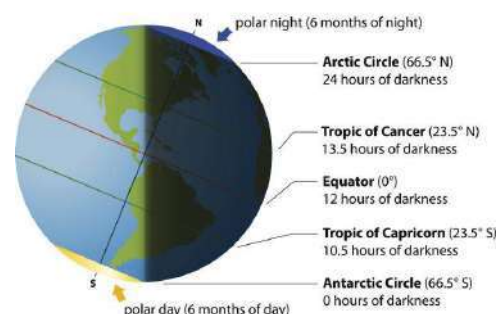 N
polar night (6 months of night)
Arctic Circle (66.5° N)
24 hours of darkness
Tropic of Cancer (23.5° N)
13.5 hours of darkness
Equator (0°)
12 hours of darkness
Tropic of Capricorn (23.5° S)
10.5 hours of darkness
Antarctic Circle (66.5° S)
0 hours of darkness
S
polar day (6 months of day)